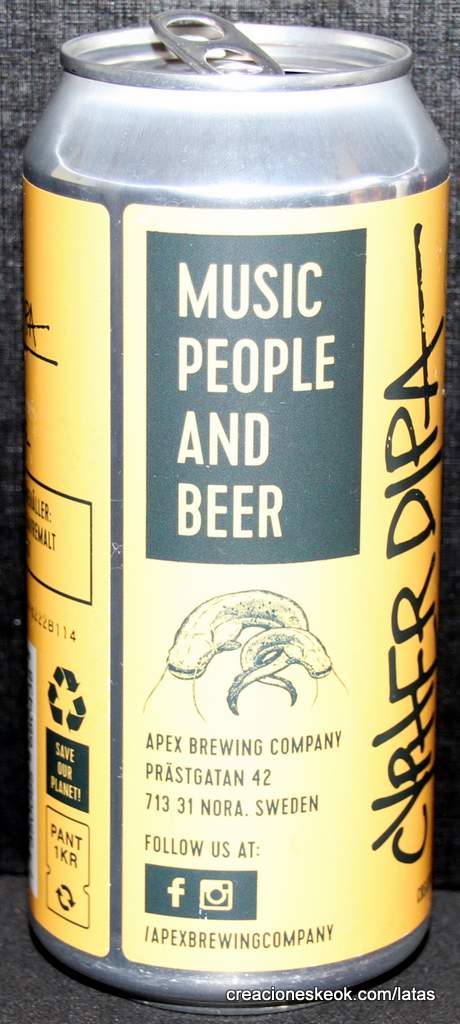 MUSIC
PEOPLE
AND
BEER
APEX BREWING COMPANY
PRÄSTGATAN 42
713 31 NORA. SWEDEN
FOLLOW US AT:
/APEXBREWINGCOMPANY
CYPHER DIPA
SAVE
OUR
PLANET!
PANT
1KR
creacioneskeok.com/latas